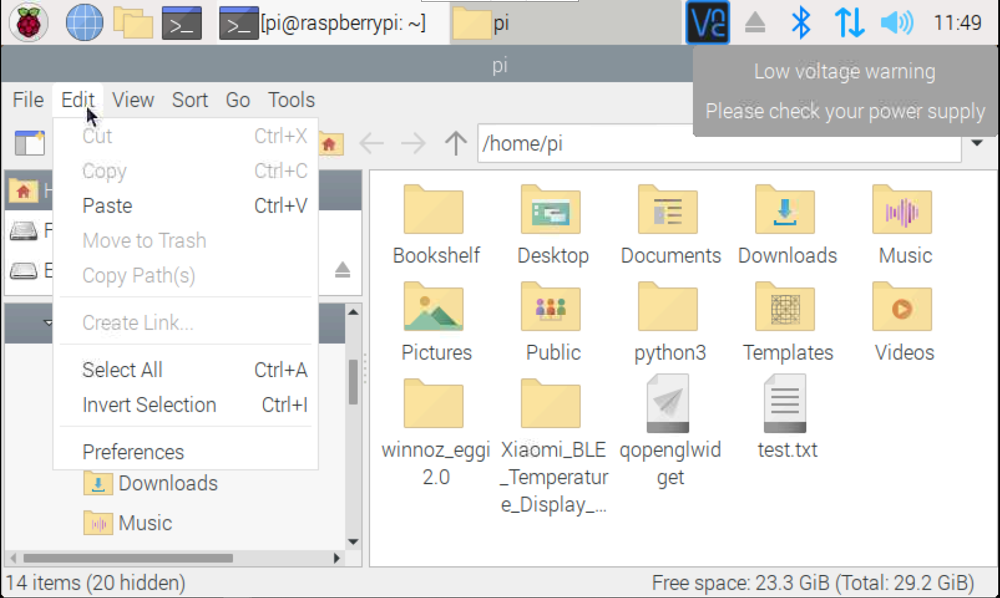 [pi@raspberrypi: ~]
pi
11:49
pi
Low voltage warning
Please check your power supply
File Edit View Sort Go Tools
/home/pi
Cut Ctrl+X
Copy Ctrl+C
Paste Ctrl+V
Move to Trash
Copy Path(s)
Create Link...
Select All Ctrl+A
Invert Selection Ctrl+I
Preferences
Downloads
Music
Bookshelf Desktop Documents Downloads Music
Pictures Public python3 Templates Videos
winnoz_eggi
2.0
Xiaomi_BLE
_Temperatur
e_Display_...
qopenglwid
get
test.txt
14 items (20 hidden)
Free space: 23.3 GiB (Total: 29.2 GiB)